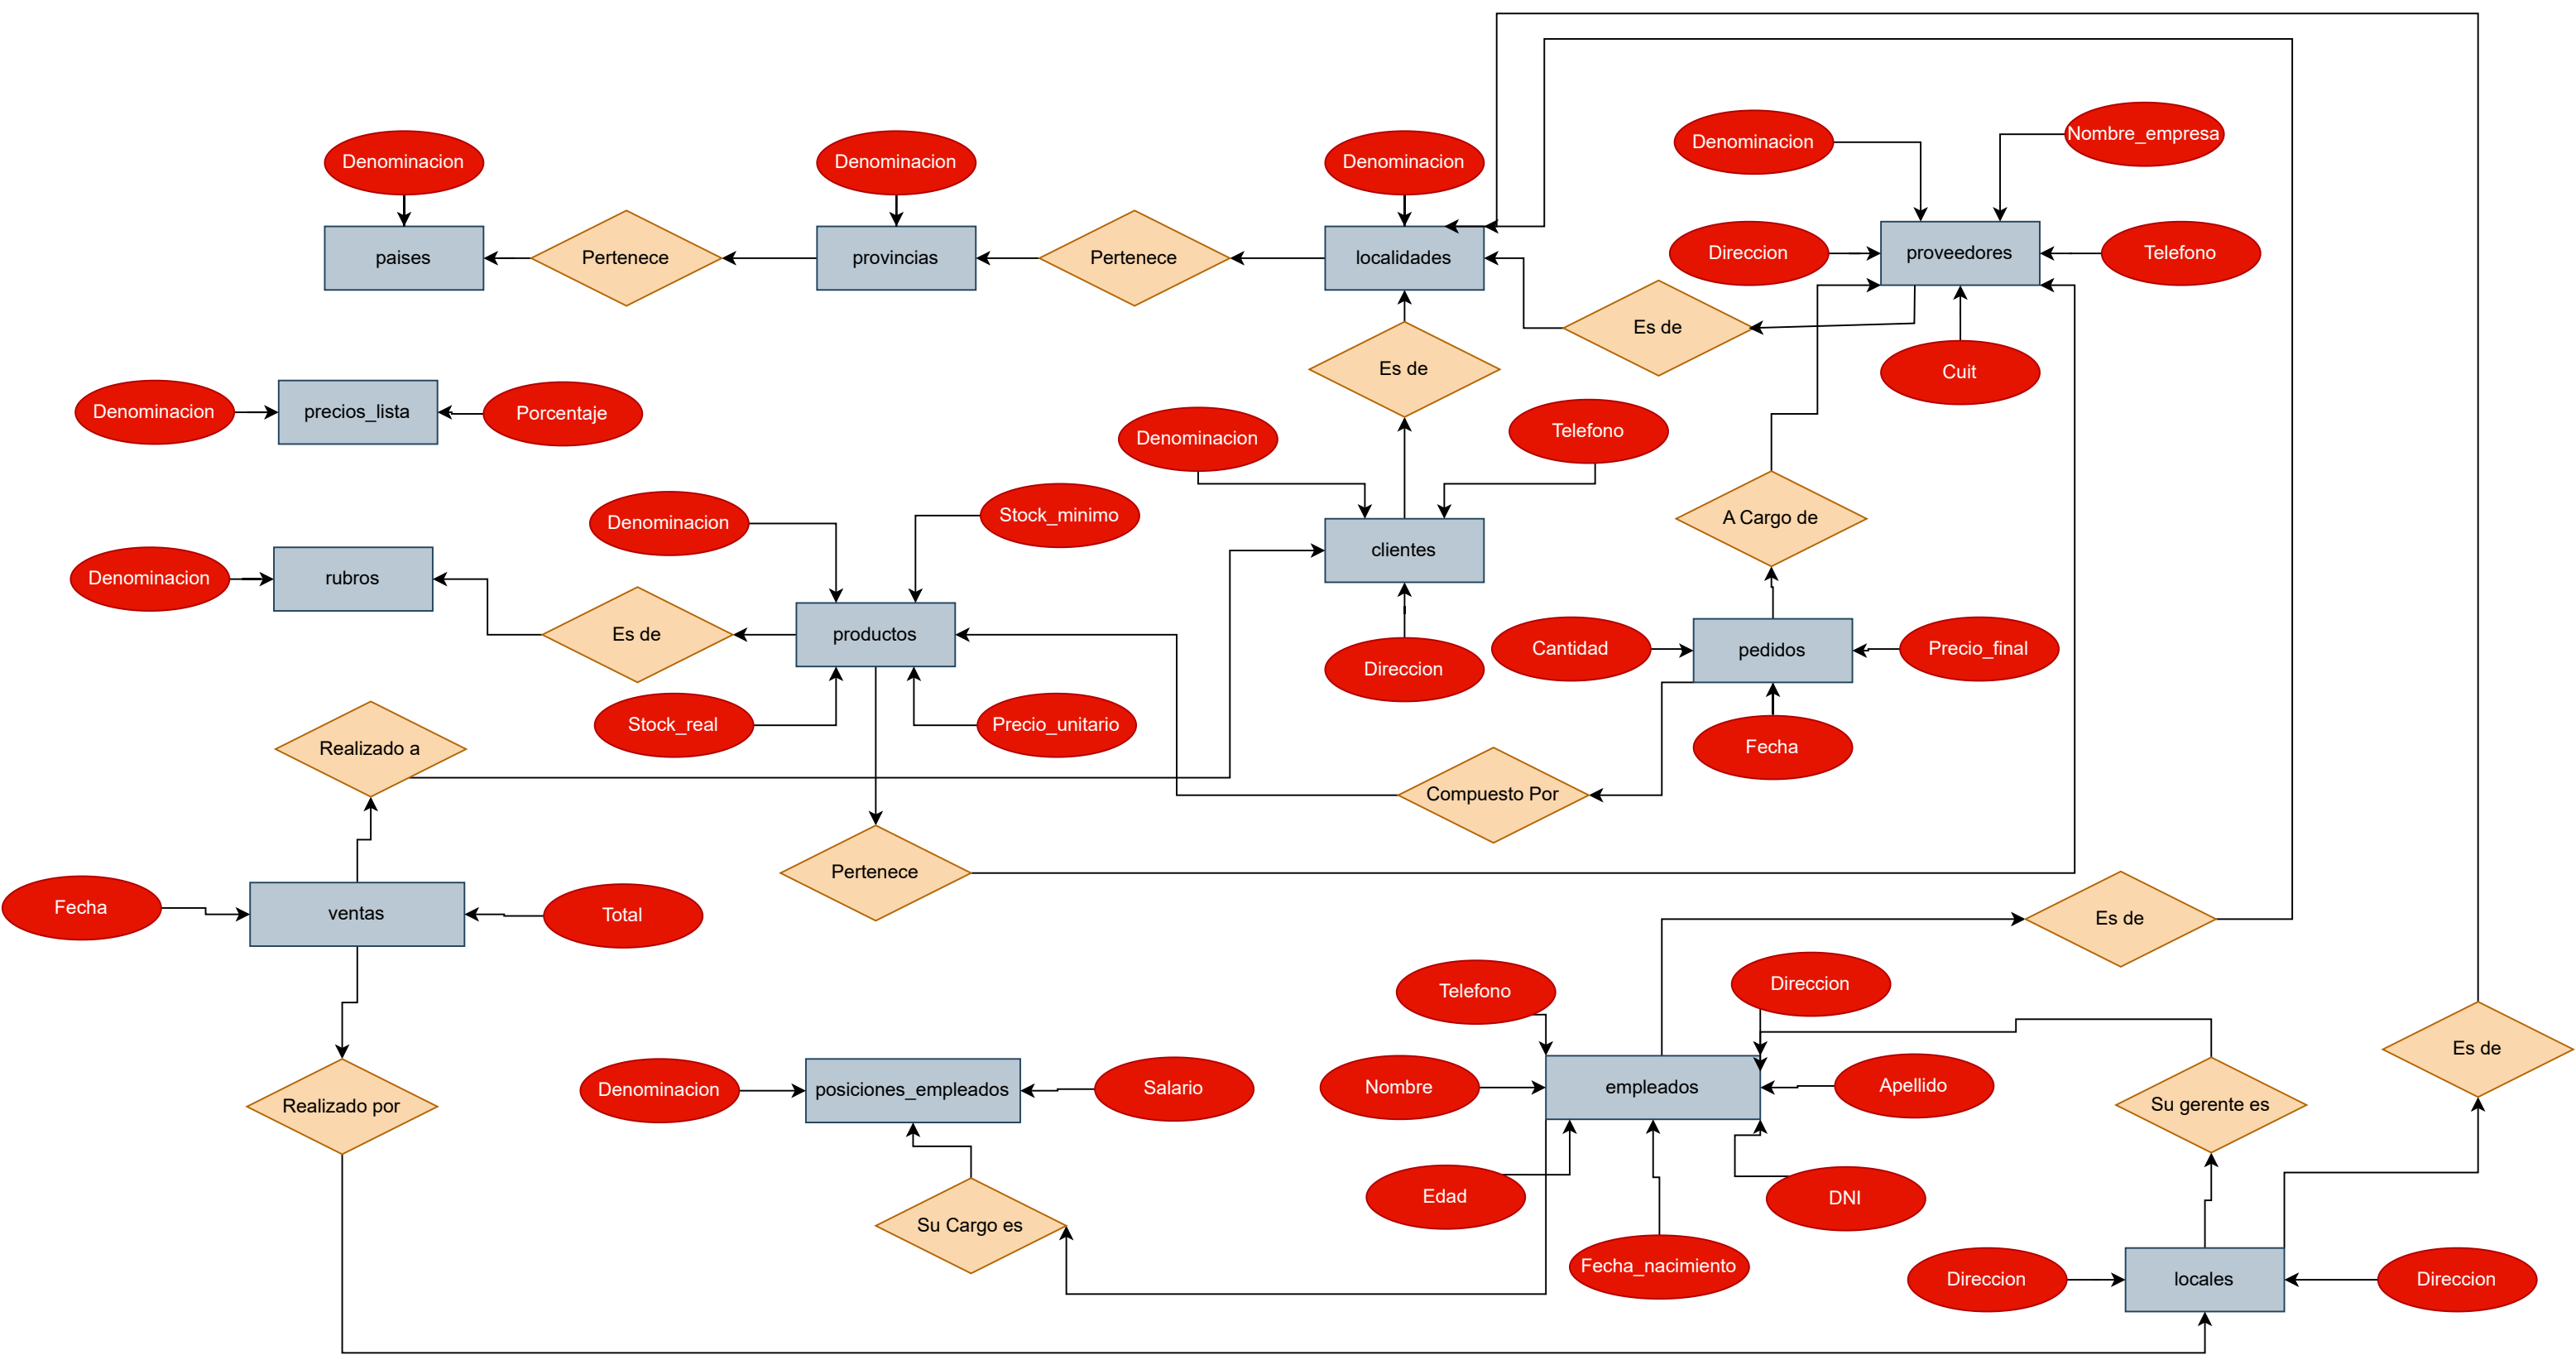 Nombre_empresa
Denominacion
Denominacion
Denominacion
Denominacion
Direccion
proveedores
Telefono
paises
Pertenece
provincias
Pertenece
localidades
Es de
Es de
Cuit
Denominacion
precios_lista
Porcentaje
Denominacion
Telefono
Denominacion
Stock_minimo
A Cargo de
clientes
Denominacion
rubros
Es de
productos
Cantidad
pedidos
Precio_final
Direccion
Stock_real
Precio_unitario
Realizado a
Fecha
Compuesto Por
Pertenece
Fecha
ventas
Total
Es de
Telefono
Direccion
Es de
Denominacion
posiciones_empleados
Salario
Nombre
empleados
Apellido
Realizado por
Su gerente es
Edad
DNI
Su Cargo es
Fecha_nacimiento
Direccion
locales
Direccion